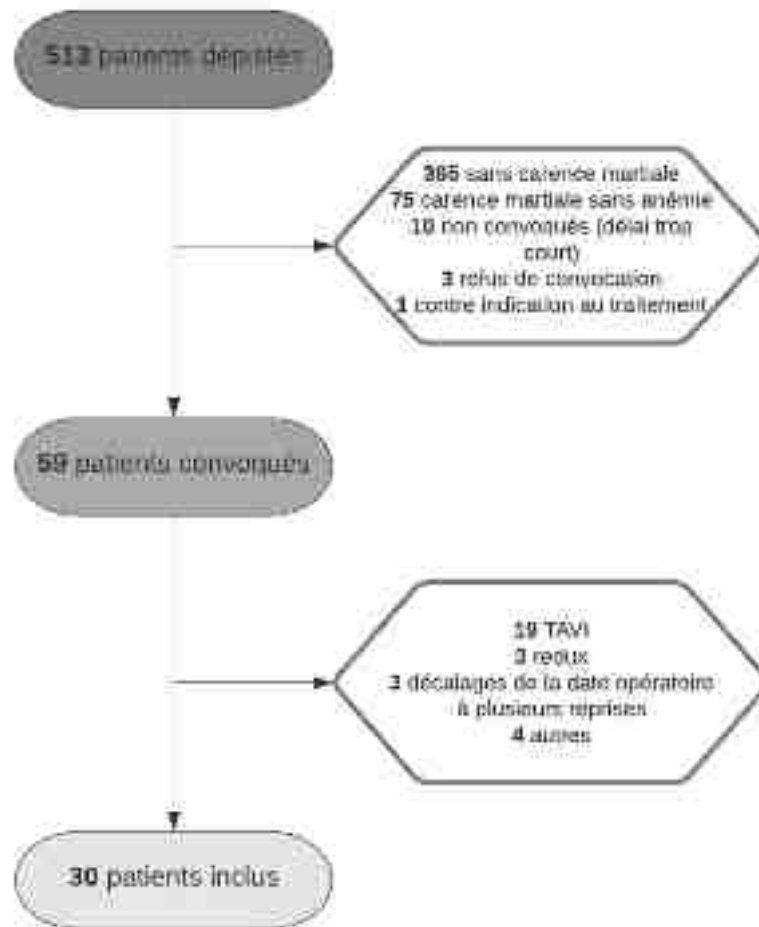 513 patients dépistés
365 sans carence martiale
75 carence martiale sans anémie
10 non convoqués (délai trop
court)
3 refus de convocation
1 contre indication au traitement
59 patients convoqués
19 TAVI
3 redux
3 décalages de la date opératoire
à plusieurs reprises
4 autres
30 patients inclus